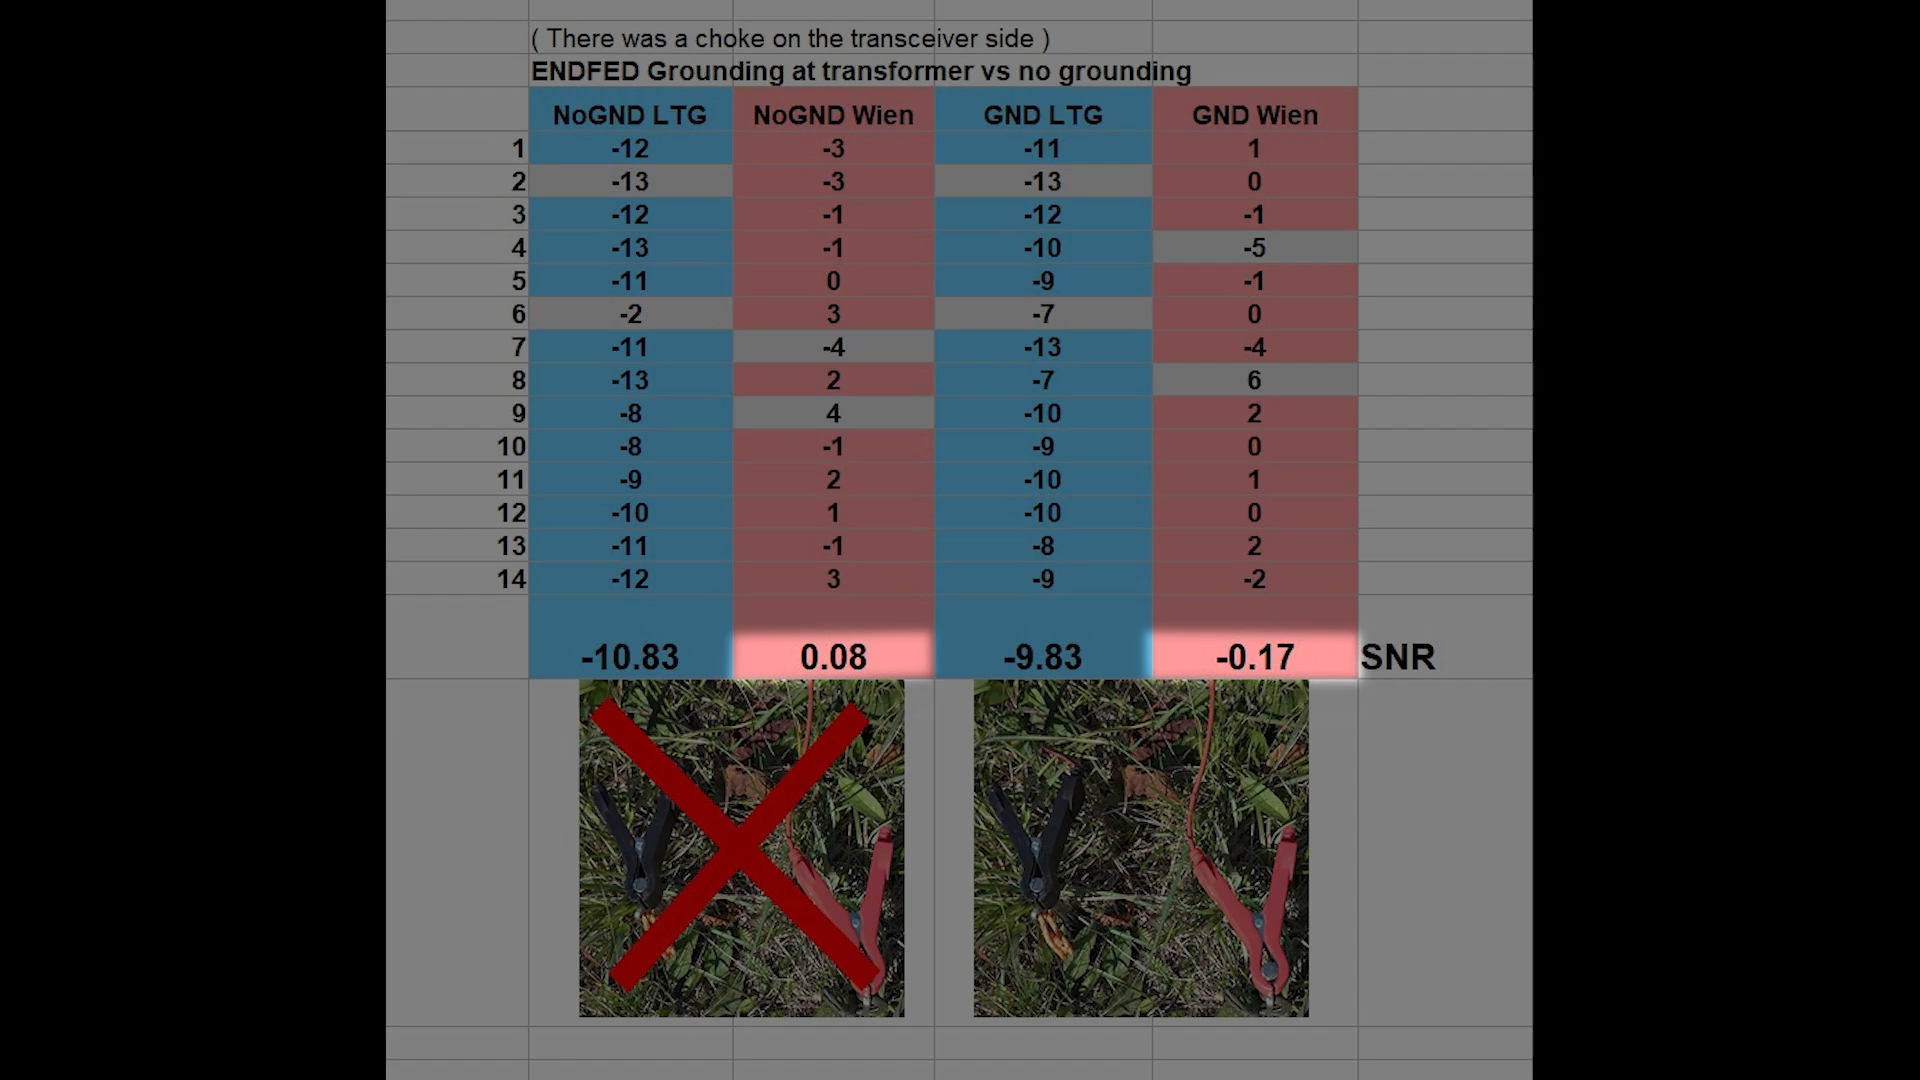 ( There was a choke on the transceiver side )
ENDFED Grounding at transformer vs no grounding
NoGND LTG NoGND Wien GND LTG GND Wien
1 -12 -3 -11 1
2 -13 -3 -13 0
3 -12 -1 -12 -1
4 -13 -1 -10 -5
5 -11 0 -9 -1
6 -2 3 -7 0
7 -11 -4 -13 -4
8 -13 2 -7 6
9 -8 4 -10 2
10 -8 -1 -9 0
11 -9 2 -10 1
12 -10 1 -10 0
13 -11 -1 -8 2
14 -12 3 -9 -2
-10.83 0.08 -9.83 -0.17 SNR